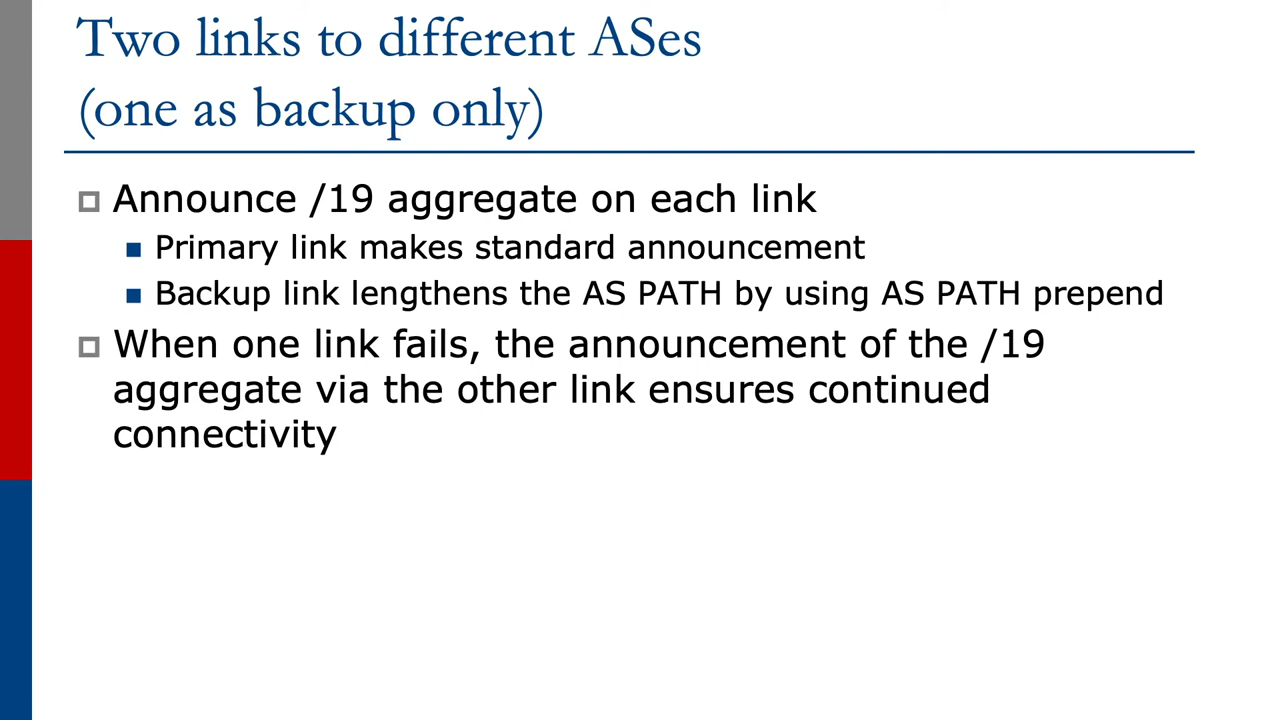 Two links to different ASes
(one as backup only)
Announce /19 aggregate on each link
Primary link makes standard announcement
Backup link lengthens the AS PATH by using AS PATH prepend
When one link fails, the announcement of the /19
aggregate via the other link ensures continued
connectivity